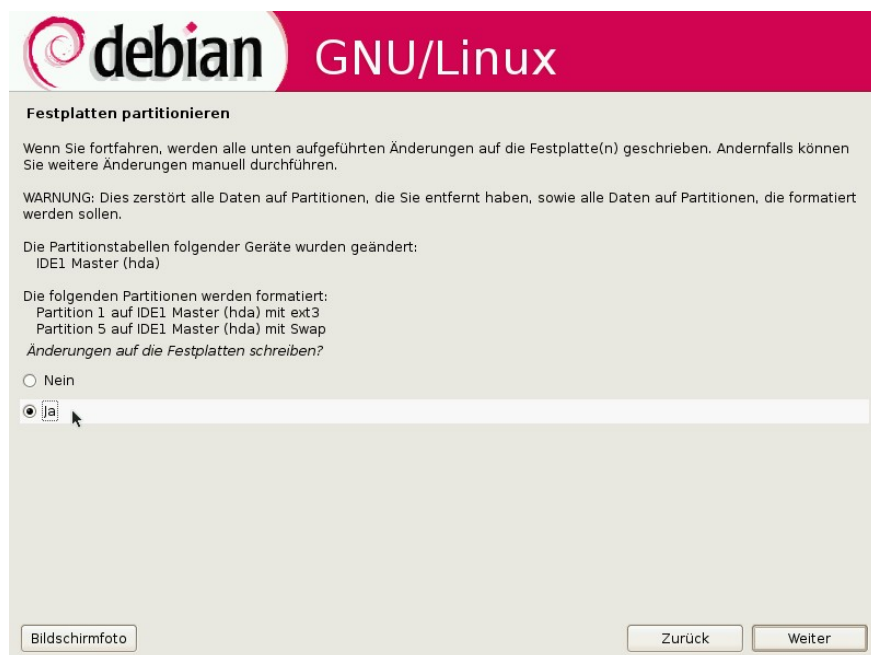 debian GNU/Linux
Festplatten partitionieren
Wenn Sie fortfahren, werden alle unten aufgeführten Änderungen auf die Festplatte(n) geschrieben. Andernfalls können
Sie weitere Änderungen manuell durchführen.
WARNUNG: Dies zerstört alle Daten auf Partitionen, die Sie entfernt haben, sowie alle Daten auf Partitionen, die formatiert
werden sollen.
Die Partitionstabellen folgender Geräte wurden geändert:
IDE1 Master (hda)
Die folgenden Partitionen werden formatiert:
Partition 1 auf IDE1 Master (hda) mit ext3
Partition 5 auf IDE1 Master (hda) mit Swap
Änderungen auf die Festplatten schreiben?
Nein
Ja
Bildschirmfoto Zurück Weiter